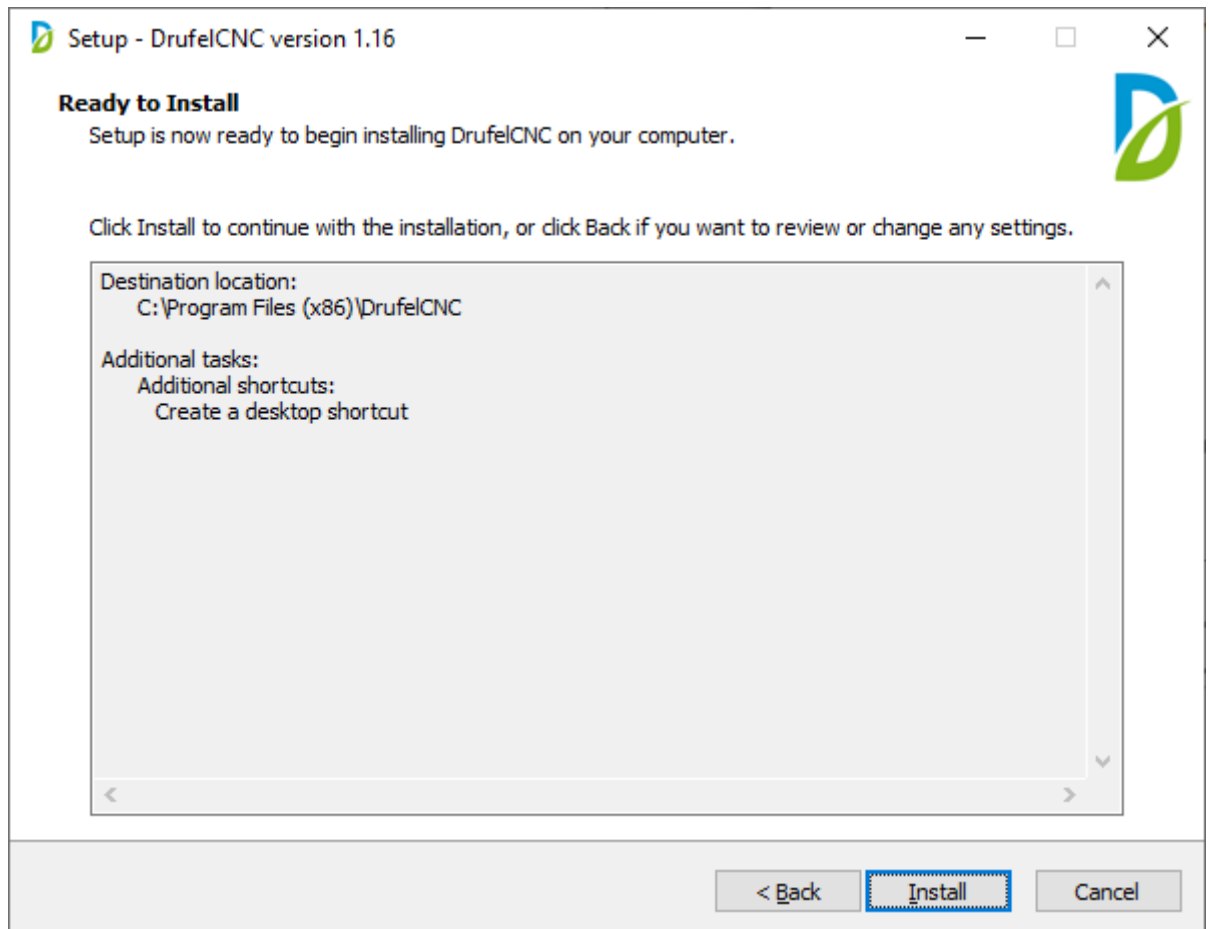 Setup - DrufelCNC version 1.16
Ready to Install
Setup is now ready to begin installing DrufelCNC on your computer.
Click Install to continue with the installation, or click Back if you want to review or change any settings.
Destination location:
C:\Program Files (x86)\DrufelCNC
Additional tasks:
Additional shortcuts:
Create a desktop shortcut
< Back
Install
Cancel